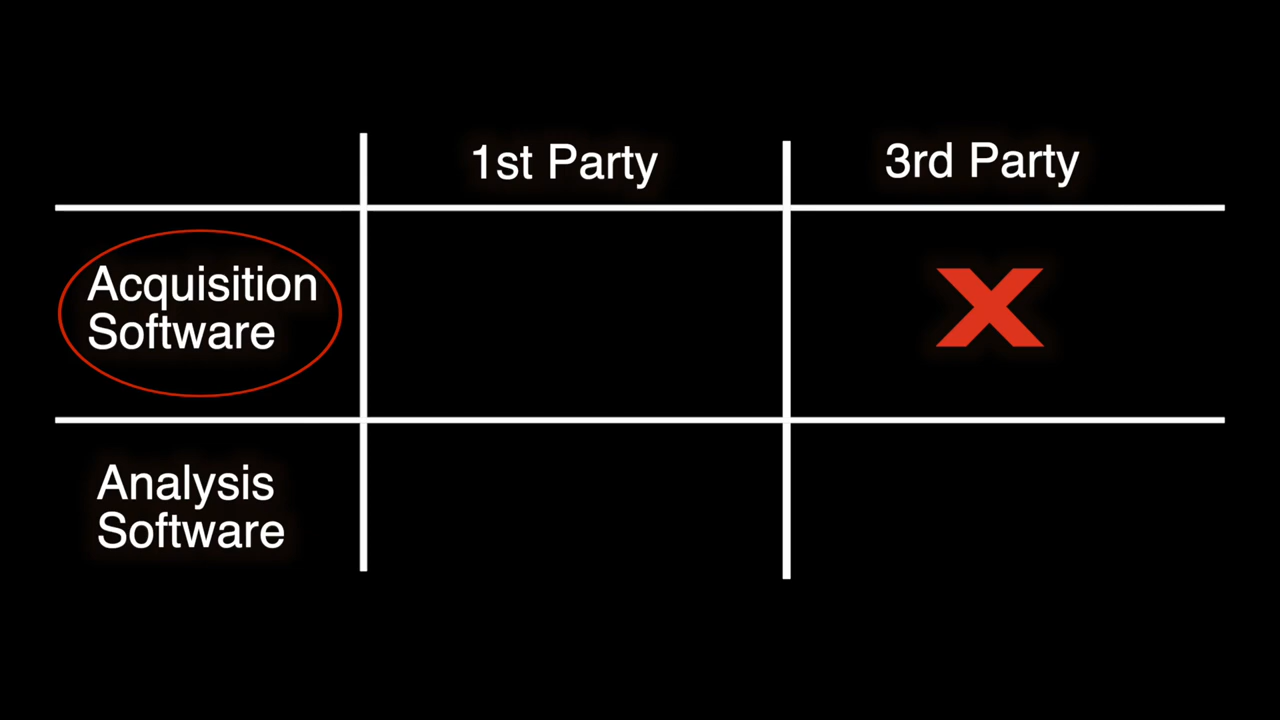 1st Party
3rd Party
Acquisition
Software
X
Analysis
Software